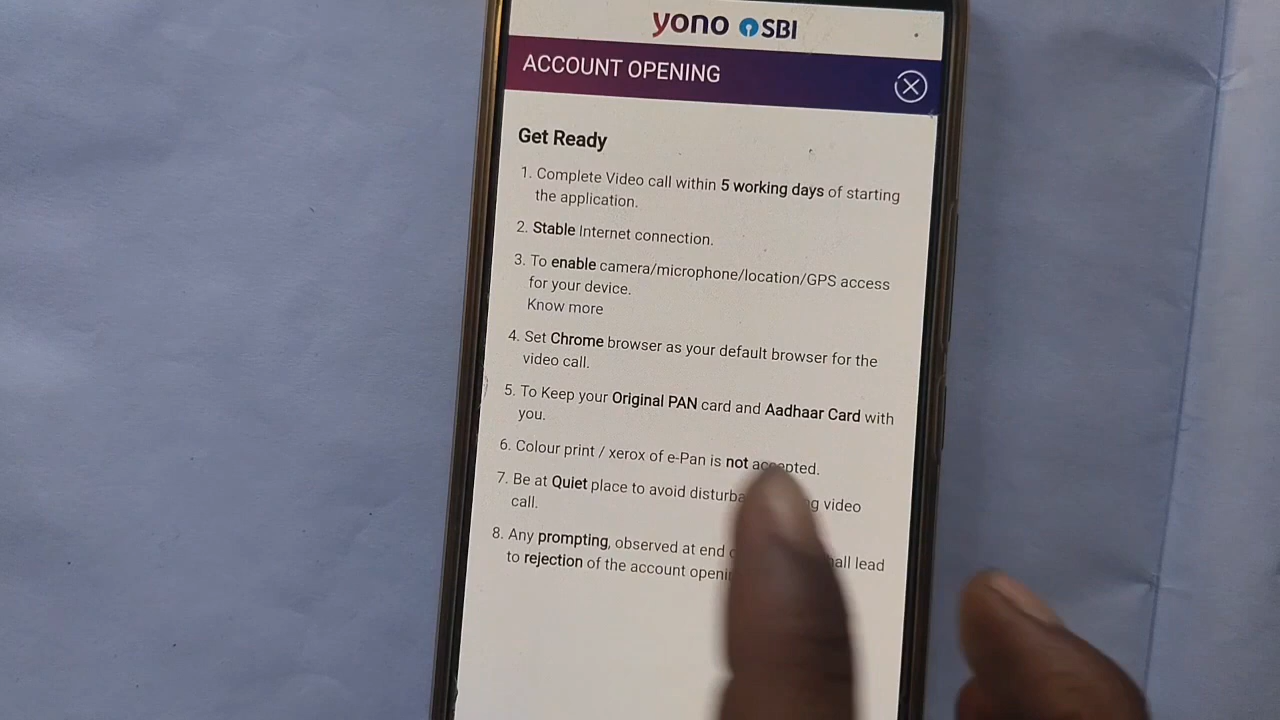 yono SBI
ACCOUNT OPENING
Get Ready
1. Complete Video call within 5 working days of starting
the application.
2. Stable Internet connection.
3. To enable camera/microphone/location/GPS access
for your device.
Know more
4. Set Chrome browser as your default browser for the
video call.
5. To Keep your Original PAN card and Aadhaar Card with
you.
6. Colour print / xerox of e-Pan is not accepted.
7. Be at Quiet place to avoid video
call.
8. Any prompting, observed at end lead
to rejection of the account